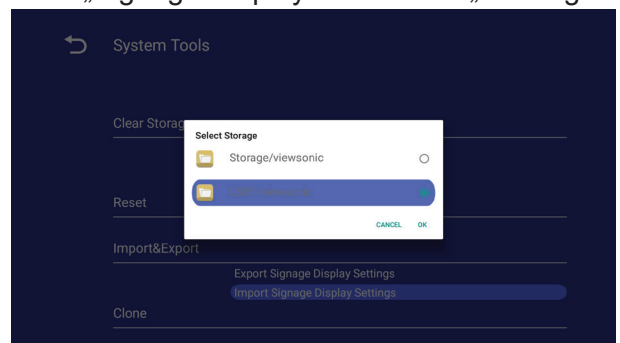 System Tools
Clear Storag
Select Storage
Storage/viewsonic
Reset
CANCEL OK
Import&Export
Export Signage Display Settings
Import Signage Display Settings
Clone